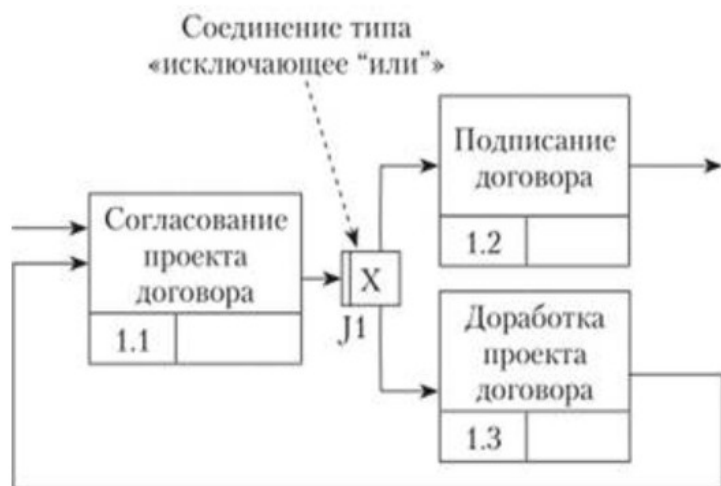 Соединение типа
«исключающее “или”»
Согласование
проекта
договора
1.1
X
J1
Подписание
договора
1.2
Доработка
проекта
договора
1.3